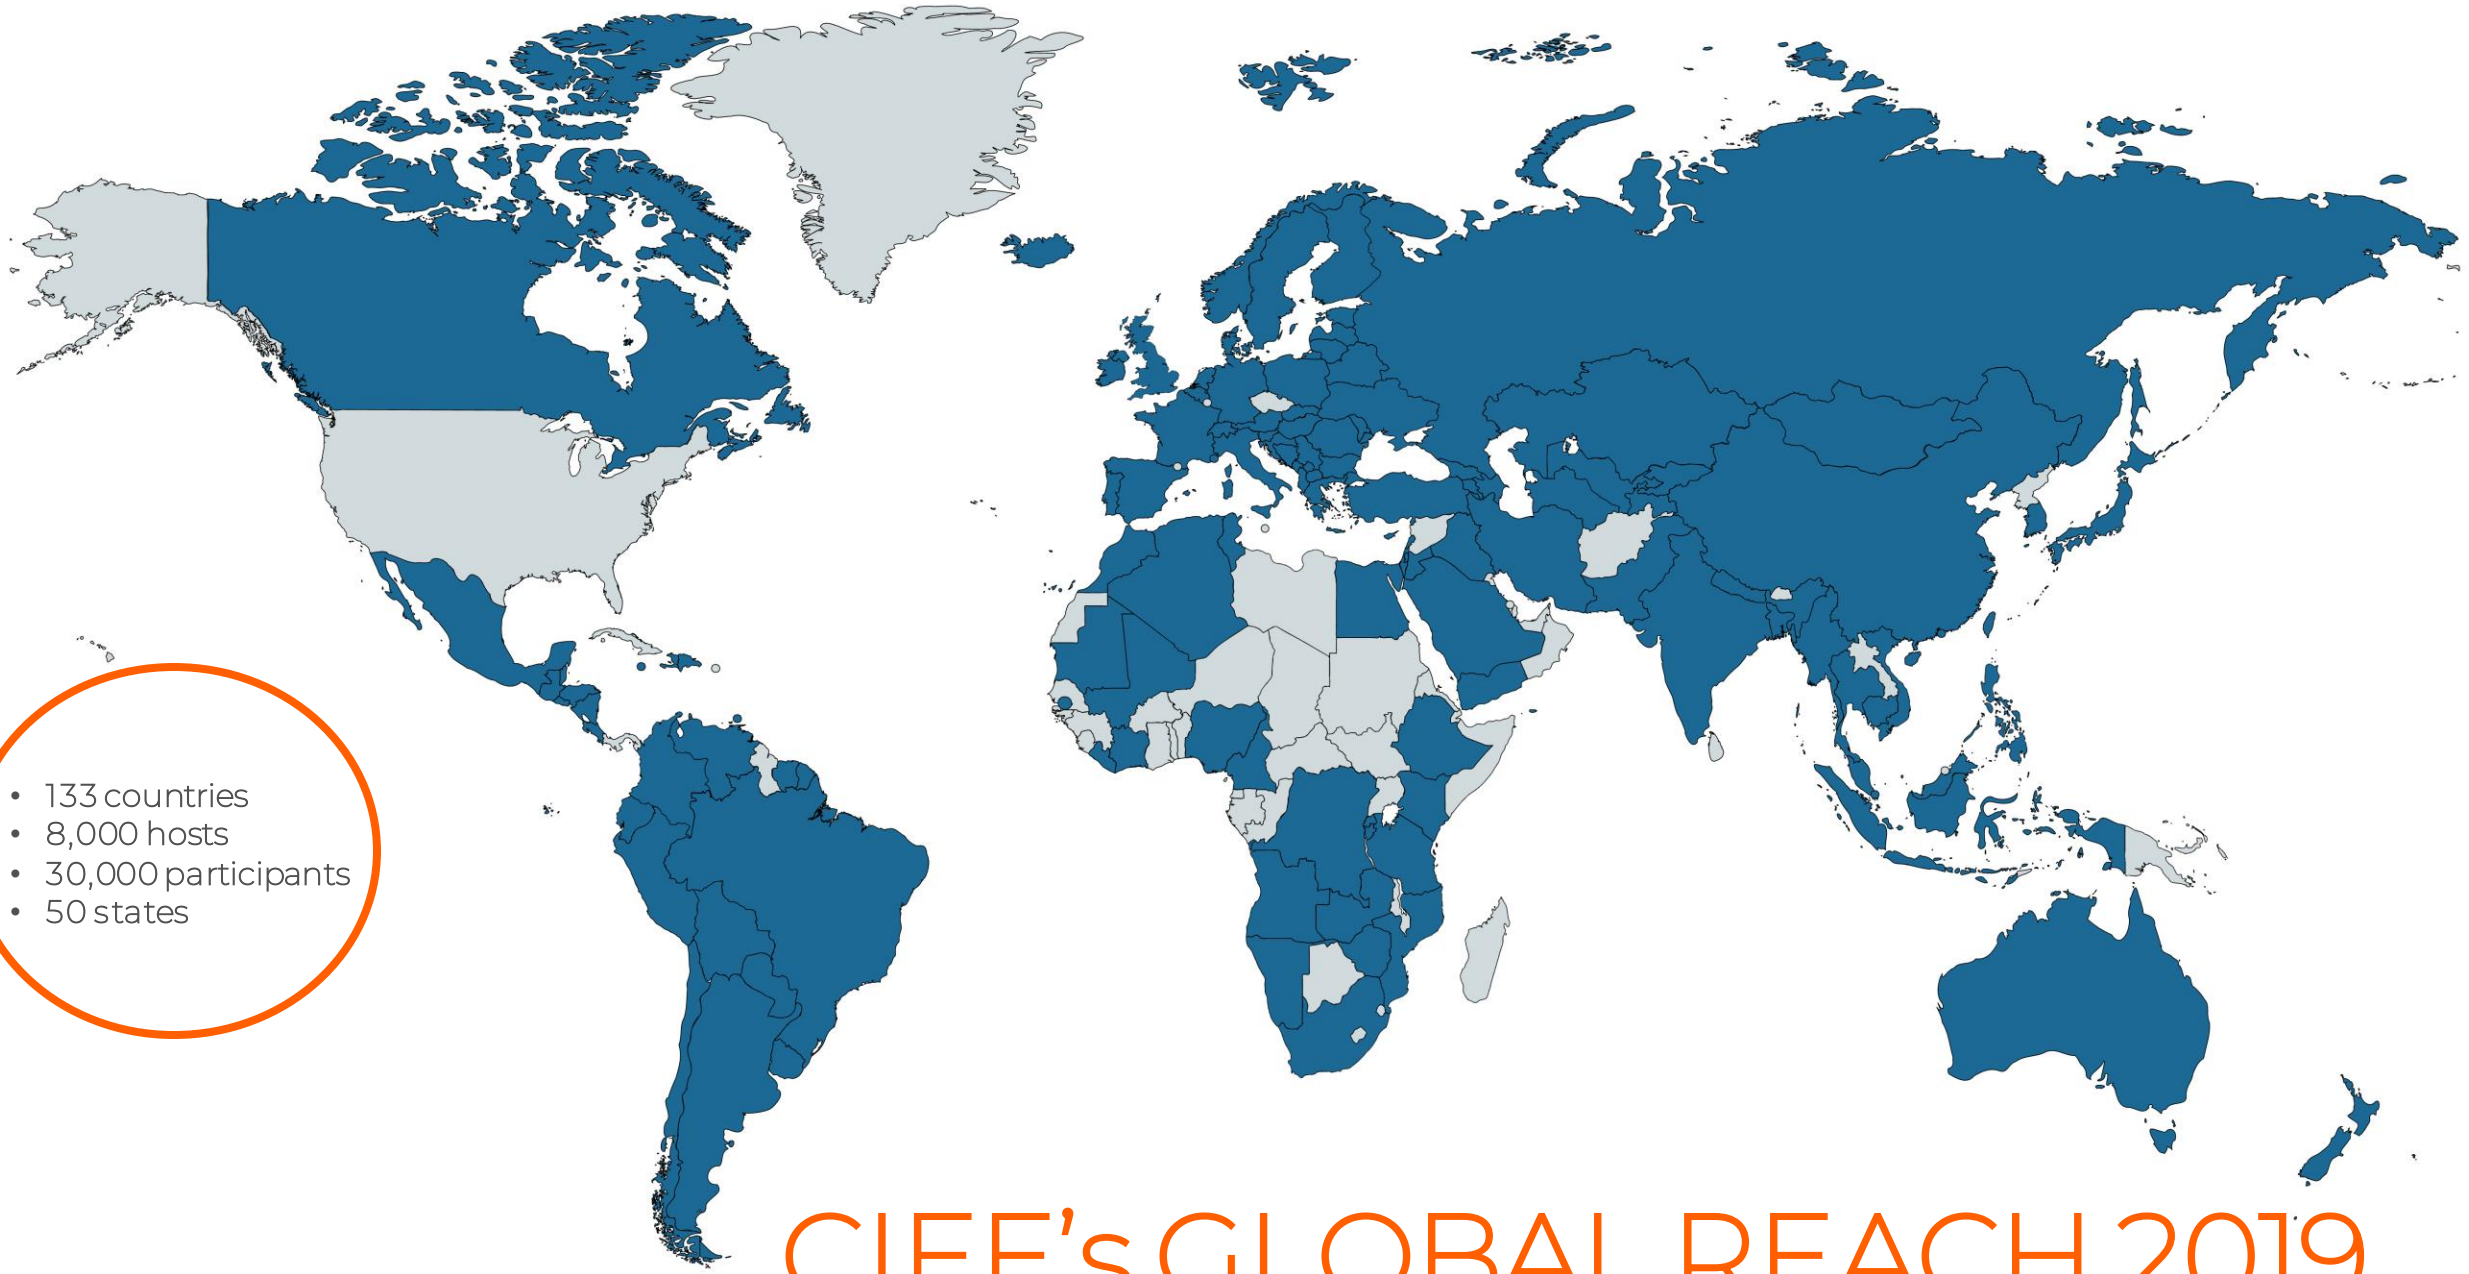 • 133 countries
• 8,000 hosts
• 30,000 participants
• 50 states
CIEE's GLOBAL REACH 2019